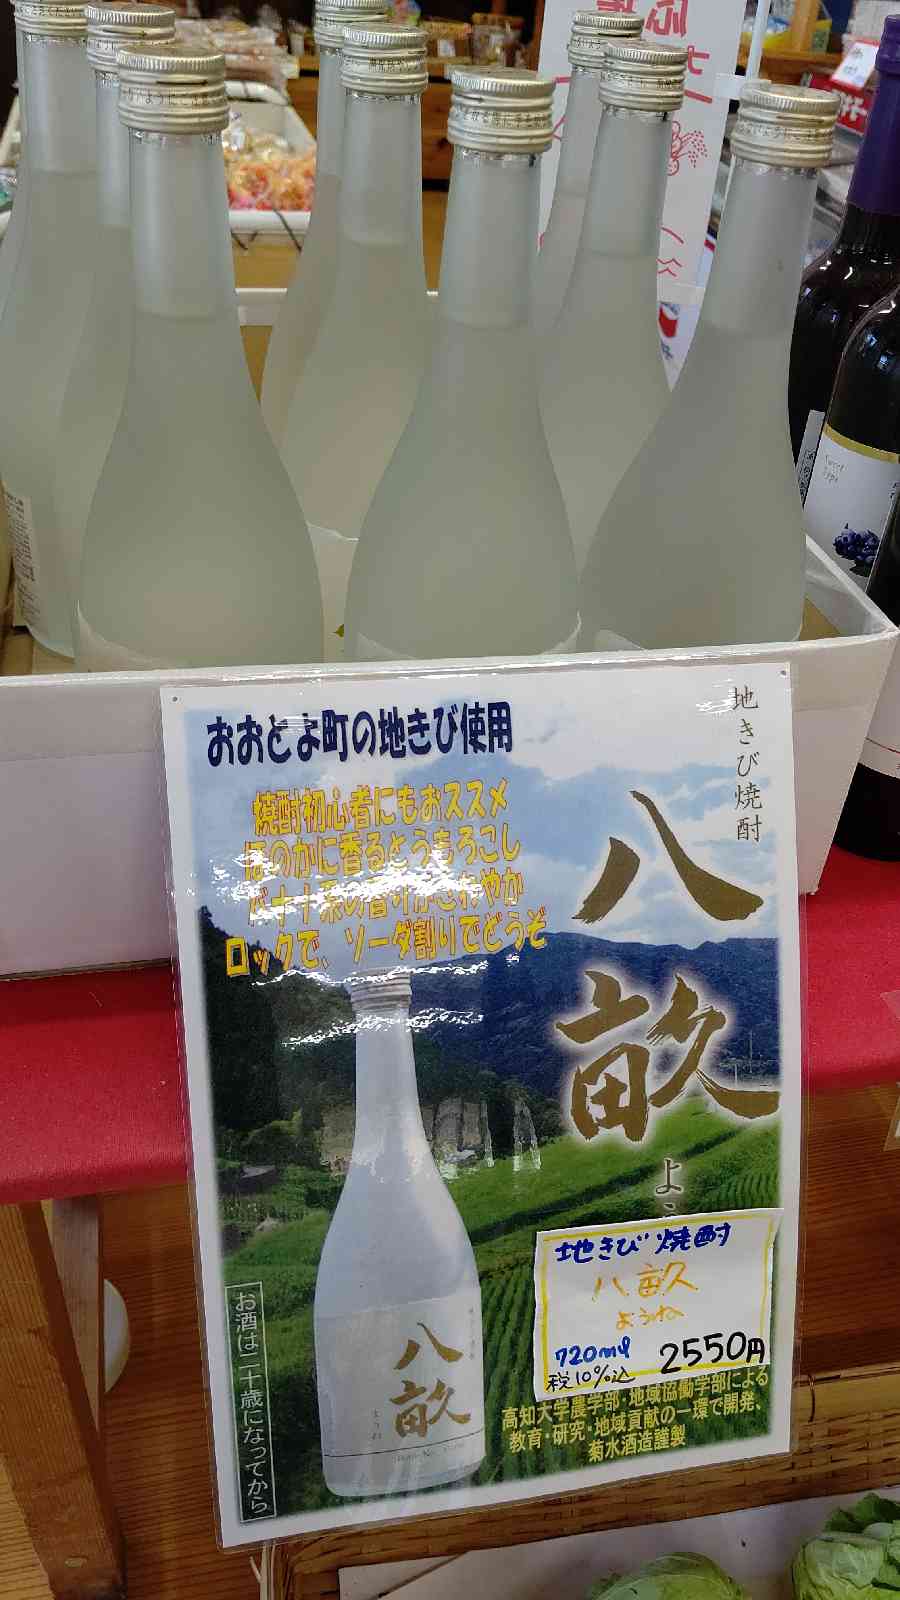 おおとよ町の地きび使用
焼酎初心者にもおススメ
ほのかに香るとうもろこし
バナナ系の香りがさわやか
ロックで、ソーダ割りでどうぞ
地きび焼酎
八畝
よう
地きび焼酎
八畝
ようね
720ml
税10%込
2550円
高知大学農学部・地域協働学部による
教育・研究・地域貢献の一環で開発、
菊水酒造謹製
お酒は二十歳になってから
八畝
ようね
Sweet
Type